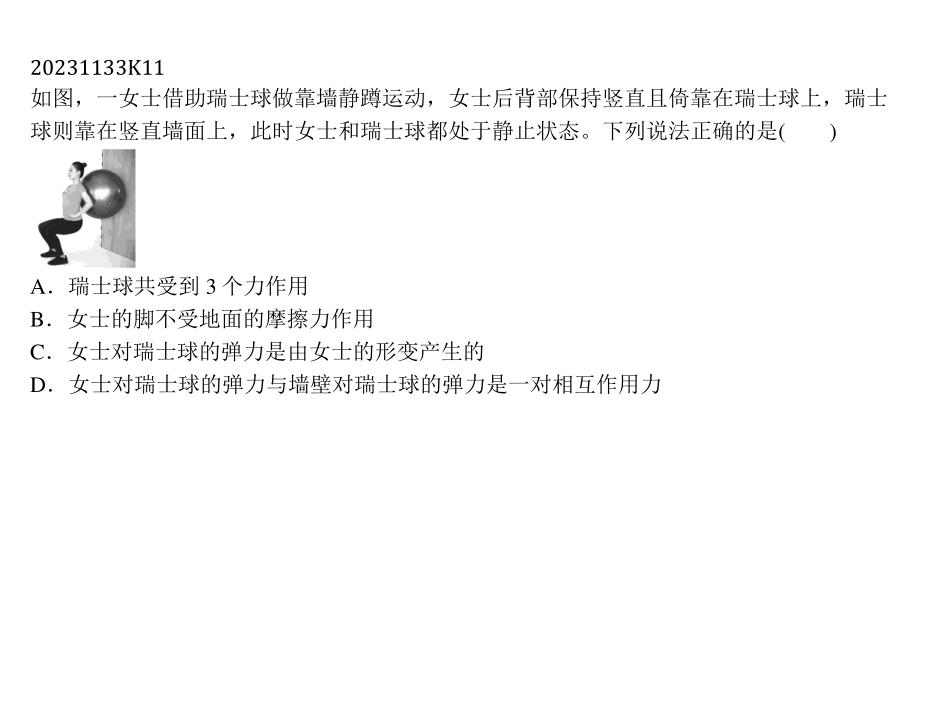 20231133K11
如图，一女士借助瑞士球做靠墙静蹲运动，女士后背部保持竖直且倚靠在瑞士球上，瑞士
球则靠在竖直墙面上，此时女士和瑞士球都处于静止状态。下列说法正确的是(　　)
A．瑞士球共受到 3 个力作用
B．女士的脚不受地面的摩擦力作用
C．女士对瑞士球的弹力是由女士的形变产生的
D．女士对瑞士球的弹力与墙壁对瑞士球的弹力是一对相互作用力